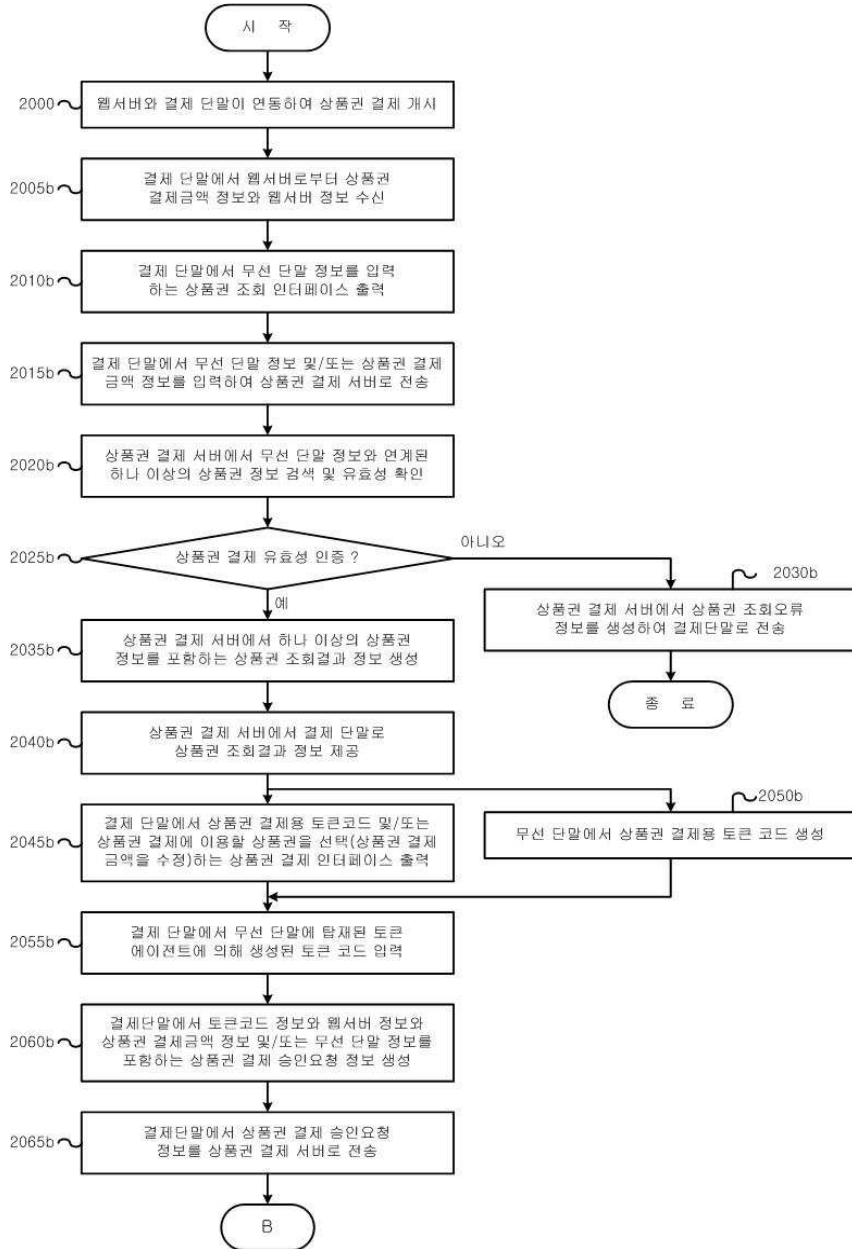 시 작
2000
웹서버와 결제 단말이 연동하여 상품권 결제 개시
2005b
결제 단말에서 웹서버로부터 상품권
결제금액 정보와 웹서버 정보 수신
2010b
결제 단말에서 무선 단말 정보를 입력
하는 상품권 조회 인터페이스 출력
2015b
결제 단말에서 무선 단말 정보 및/또는 상품권 결제
금액 정보를 입력하여 상품권 결제 서버로 전송
2020b
상품권 결제 서버에서 무선 단말 정보와 연계된
하나 이상의 상품권 정보 검색 및 유효성 확인
2025b
상품권 결제 유효성 인증 ?
아니오
예
2030b
상품권 결제 서버에서 상품권 조회오류
정보를 생성하여 결제단말로 전송
종 료
2035b
상품권 결제 서버에서 하나 이상의 상품권
정보를 포함하는 상품권 조회결과 정보 생성
2040b
상품권 결제 서버에서 결제 단말로
상품권 조회결과 정보 제공
2045b
결제 단말에서 상품권 결제용 토큰코드 및/또는
상품권 결제에 이용할 상품권을 선택(상품권 결제
금액을 수정)하는 상품권 결제 인터페이스 출력
2050b
무선 단말에서 상품권 결제용 토큰 코드 생성
2055b
결제 단말에서 무선 단말에 탑재된 토큰
에이전트에 의해 생성된 토큰 코드 입력
2060b
결제단말에서 토큰코드 정보와 웹서버 정보와
상품권 결제금액 정보 및/또는 무선 단말 정보를
포함하는 상품권 결제 승인요청 정보 생성
2065b
결제단말에서 상품권 결제 승인요청
정보를 상품권 결제 서버로 전송
B